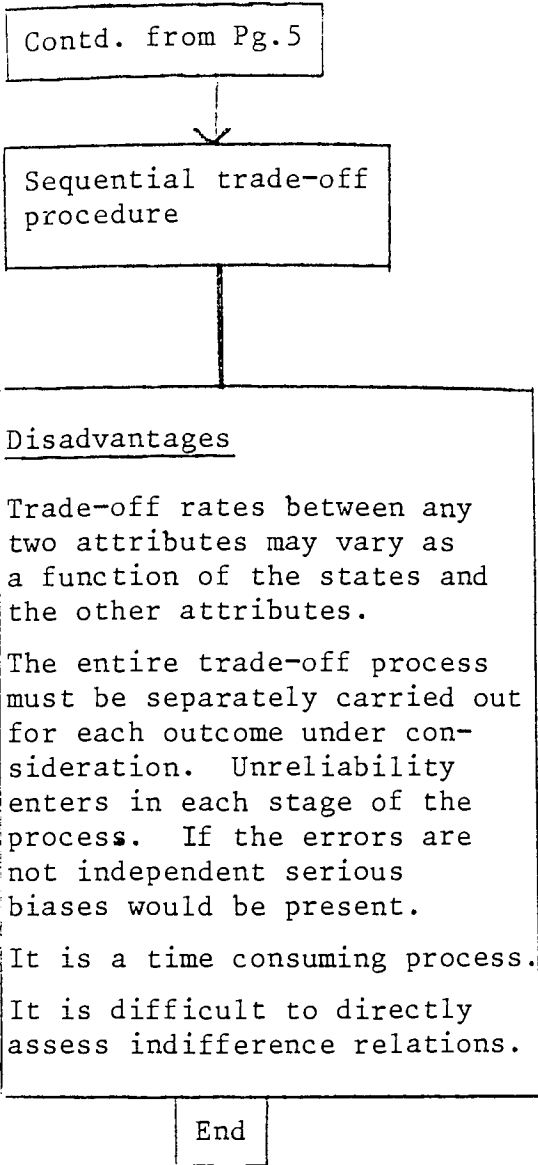 Contd. from Pg.5
Sequential trade-off
procedure
Disadvantages
Trade-off rates between any
two attributes may vary as
a function of the states and
the other attributes.
The entire trade-off process
must be separately carried out
for each outcome under con-
sideration. Unreliability
enters in each stage of the
process. If the errors are
not independent serious
biases would be present.
It is a time consuming process.
It is difficult to directly
assess indifference relations.
End